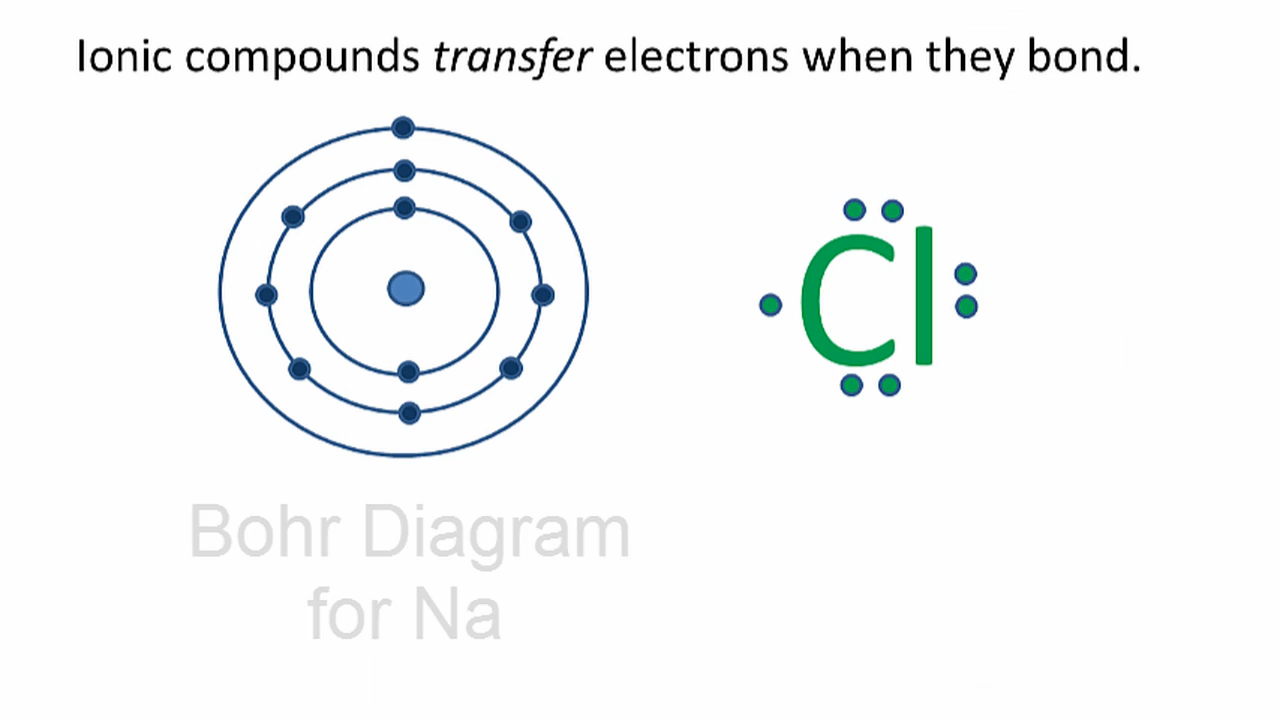 Ionic compounds transfer electrons when they bond.
Cl
Bohr Diagram
for Na